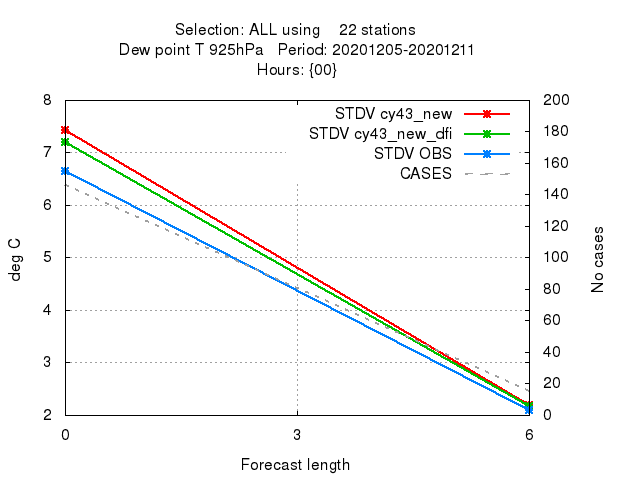 Selection: ALL using    22 stations
Dew point T 925hPa   Period: 20201205-20201211
Hours: {00}
8 200
STDV cy43_new
180
STDV cy43_new_dfi
7 160
STDV OBS
CASES
140
6
120
5 100
80
4
60
3 40
20
2 0
0 3 6
deg C
No cases
Forecast length